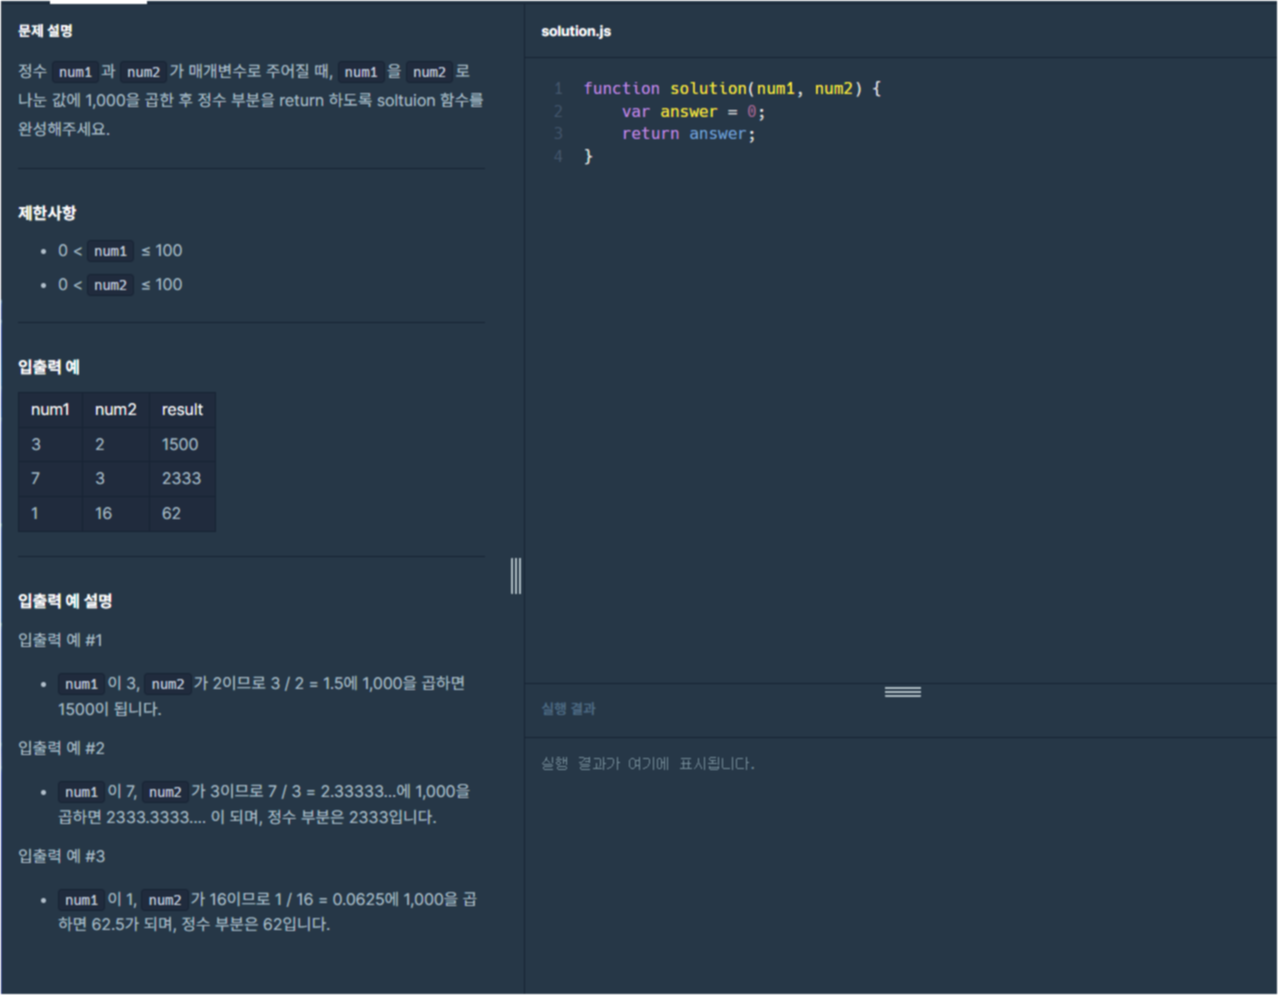 문제 설명
정수 num1 과 num2 가 매개변수로 주어질 때, num1 을 num2 로
나눈 값에 1,000을 곱한 후 정수 부분을 return 하도록 soltuion 함수를
완성해주세요.
제한사항
• 0 < num1 ≤ 100
• 0 < num2 ≤ 100
입출력 예
num1 num2 result
3 2 1500
7 3 2333
1 16 62
입출력 예 설명
입출력 예 #1
• num1 이 3, num2 가 2이므로 3 / 2 = 1.5에 1,000을 곱하면
1500이 됩니다.
입출력 예 #2
• num1 이 7, num2 가 3이므로 7 / 3 = 2.33333...에 1,000을
곱하면 2333.3333.... 이 되며, 정수 부분은 2333입니다.
입출력 예 #3
• num1 이 1, num2 가 16이므로 1 / 16 = 0.0625에 1,000을 곱
하면 62.5가 되며, 정수 부분은 62입니다.
solution.js
1 function solution(num1, num2) {
2 var answer = 0;
3 return answer;
4 }
실행 결과
실행 결과가 여기에 표시됩니다.